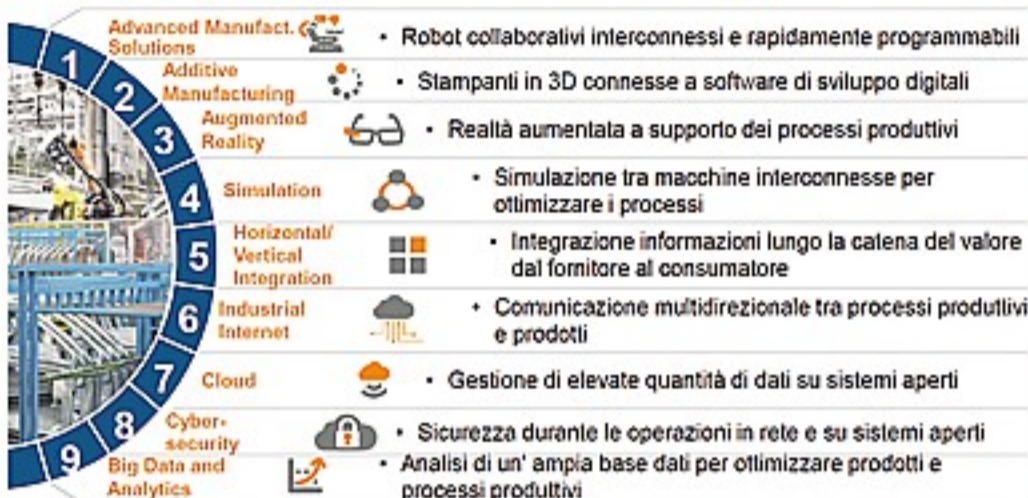 1
Advanced Manufact.
Solutions
• Robot collaborativi interconnessi e rapidamente programmabili
2
Additive
Manufacturing
• Stampanti in 3D connesse a software di sviluppo digitali
3
Augmented
Reality
• Realtà aumentata a supporto dei processi produttivi
4
Simulation
• Simulazione tra macchine interconnesse per
ottimizzare i processi
5
Horizontal/
Vertical
Integration
• Integrazione informazioni lungo la catena del valore
dal fornitore al consumatore
6
Industrial
Internet
• Comunicazione multidirezionale tra processi produttivi
e prodotti
7
Cloud
• Gestione di elevate quantità di dati su sistemi aperti
8
Cyber-
security
• Sicurezza durante le operazioni in rete e su sistemi aperti
9
Big Data and
Analytics
• Analisi di un' ampia base dati per ottimizzare prodotti e
processi produttivi